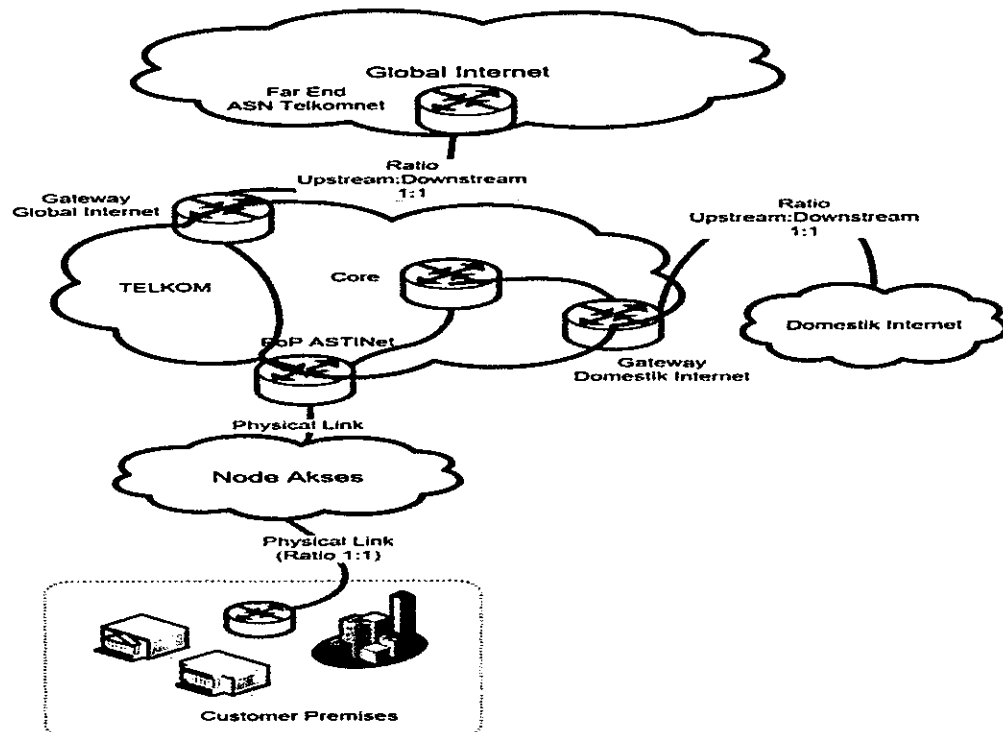 Global Internet
Far End
ASN Telkomnet
Ratio
Upstream:Downstream
1:1
Gateway
Global Internet
Ratio
Upstream:Downstream
1:1
Core
TELKOM
Domestik Internet
PoP ASTINet
Gateway
Domestik Internet
Physical Link
Node Akses
Physical Link
(Ratio 1:1)
Customer Premises